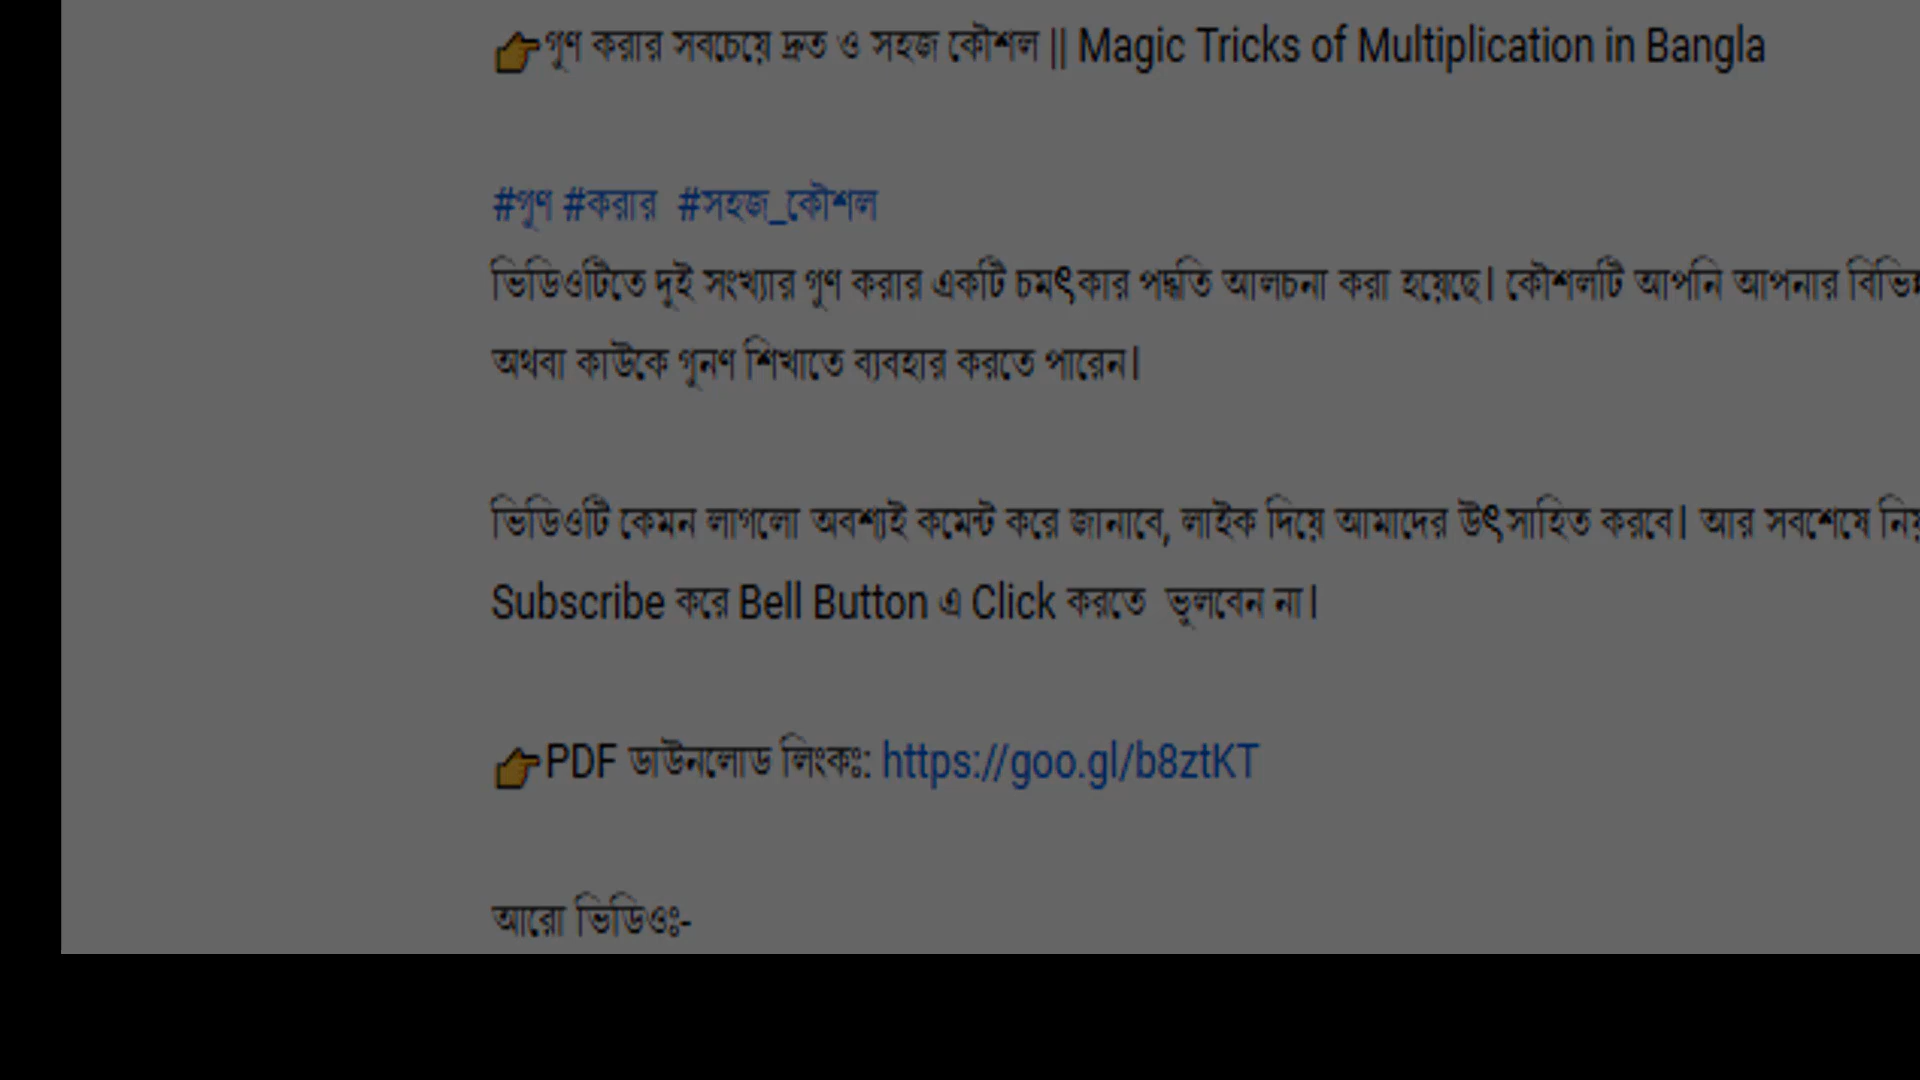 👉গুণ করার সবচেয়ে দ্রুত ও সহজ কৌশল || Magic Tricks of Multiplication in Bangla
#গুণ #করার #সহজ_কৌশল
ভিডিওটিতে দুই সংখ্যার গুণ করার একটি চমৎকার পদ্ধতি আলচনা করা হয়েছে। কৌশলটি আপনি আপনার
অথবা কাউকে গুনণ শিখাতে ব্যবহার করতে পারেন।
ভিডিওটি কেমন লাগলো অবশ্যই কমেন্ট করে জানাবে, লাইক দিয়ে আমাদের উৎসাহিত করবে। আর সবশেষে
Subscribe করে Bell Button এ Click করতে ভুলবেন না।
👉PDF ডাউনলোড লিংকঃ: https://goo.gl/b8ztKT
আরো ভিডিওঃ-